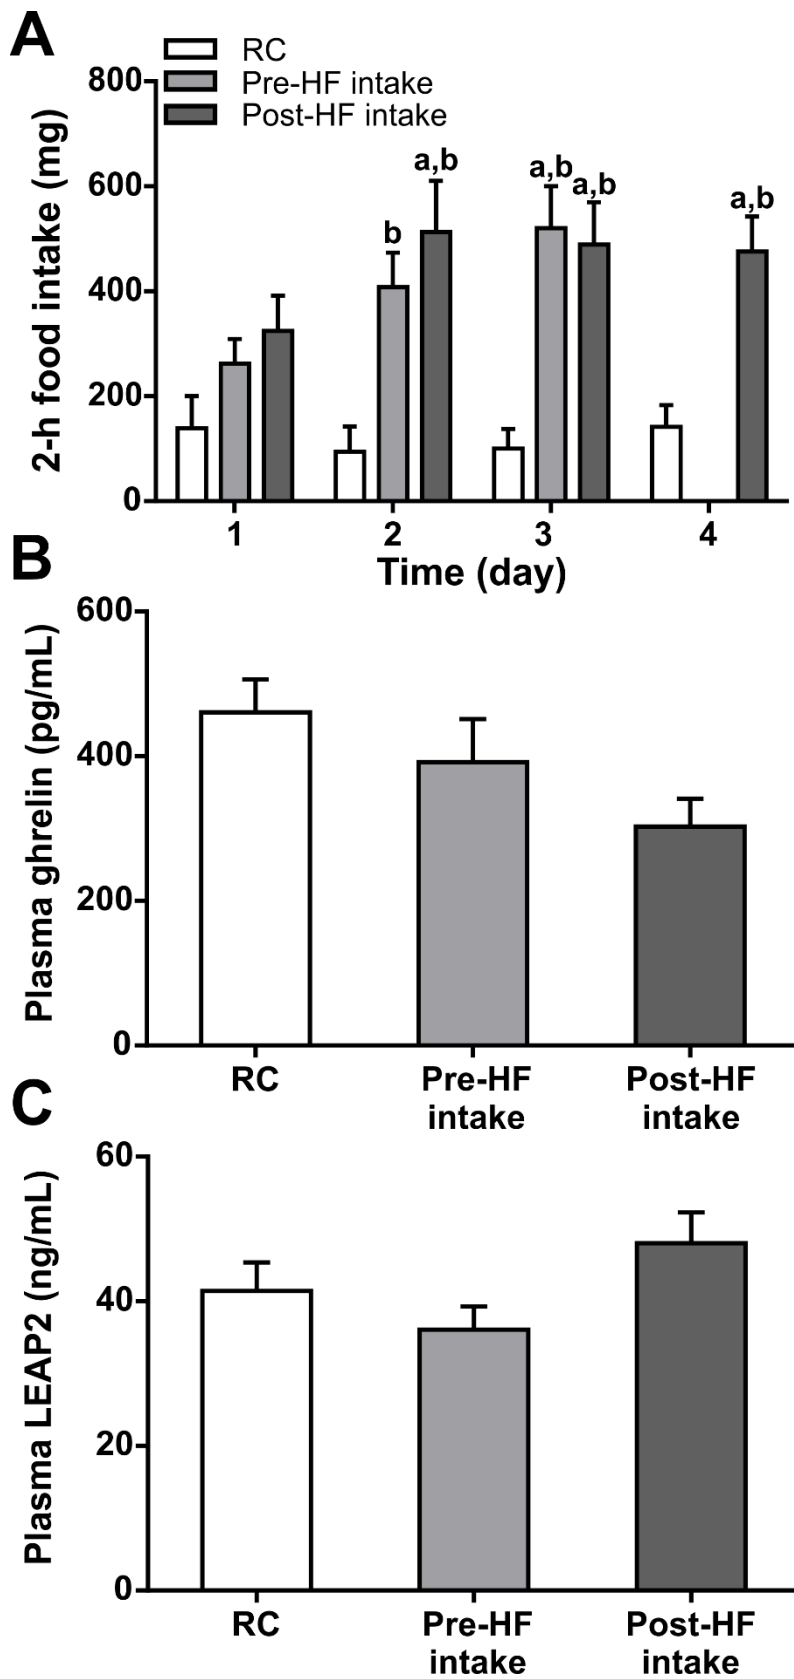 A
RC
Pre-HF intake
Post-HF intake
2-h food intake (mg)
800
600
400
200
0
b
a,b
a,b
a,b
a,b
1
2
3
4
Time (day)
B
Plasma ghrelin (pg/mL)
600
400
200
0
RC
Pre-HF
intake
Post-HF
intake
C
Plasma LEAP2 (ng/mL)
60
40
20
0
RC
Pre-HF
intake
Post-HF
intake